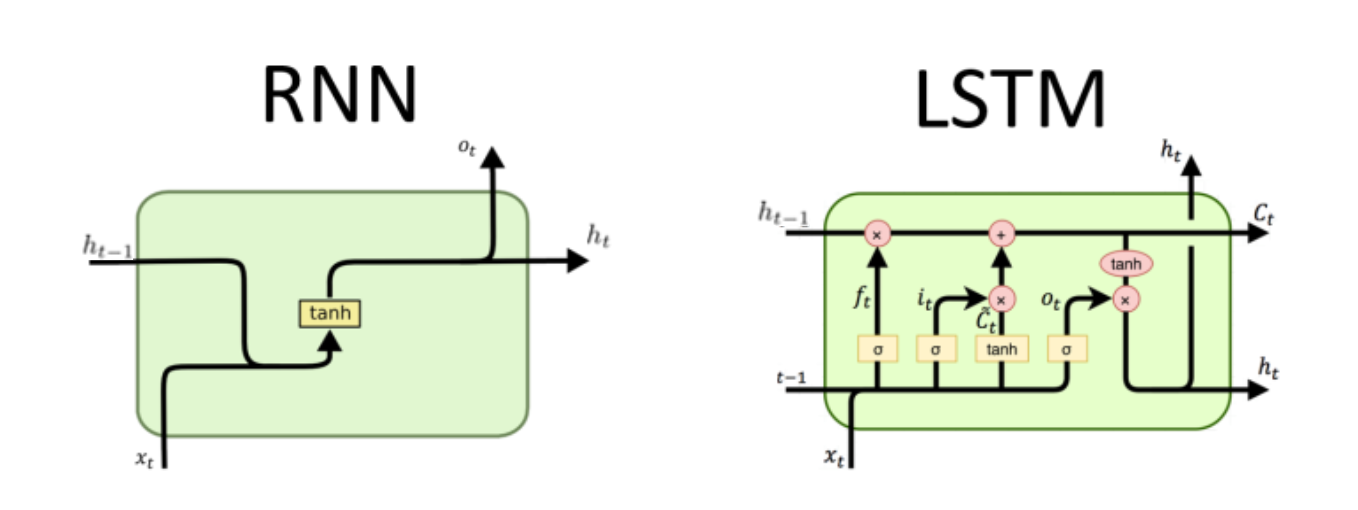 RNN
o_t
h_{t-1}
h_t
tanh
x_t
LSTM
h_t
h_{t-1}
C_t
×
+
tanh
f_t
i_t
×
o_t
×
C̃_t
σ
σ
tanh
σ
t-1
h_t
x_t